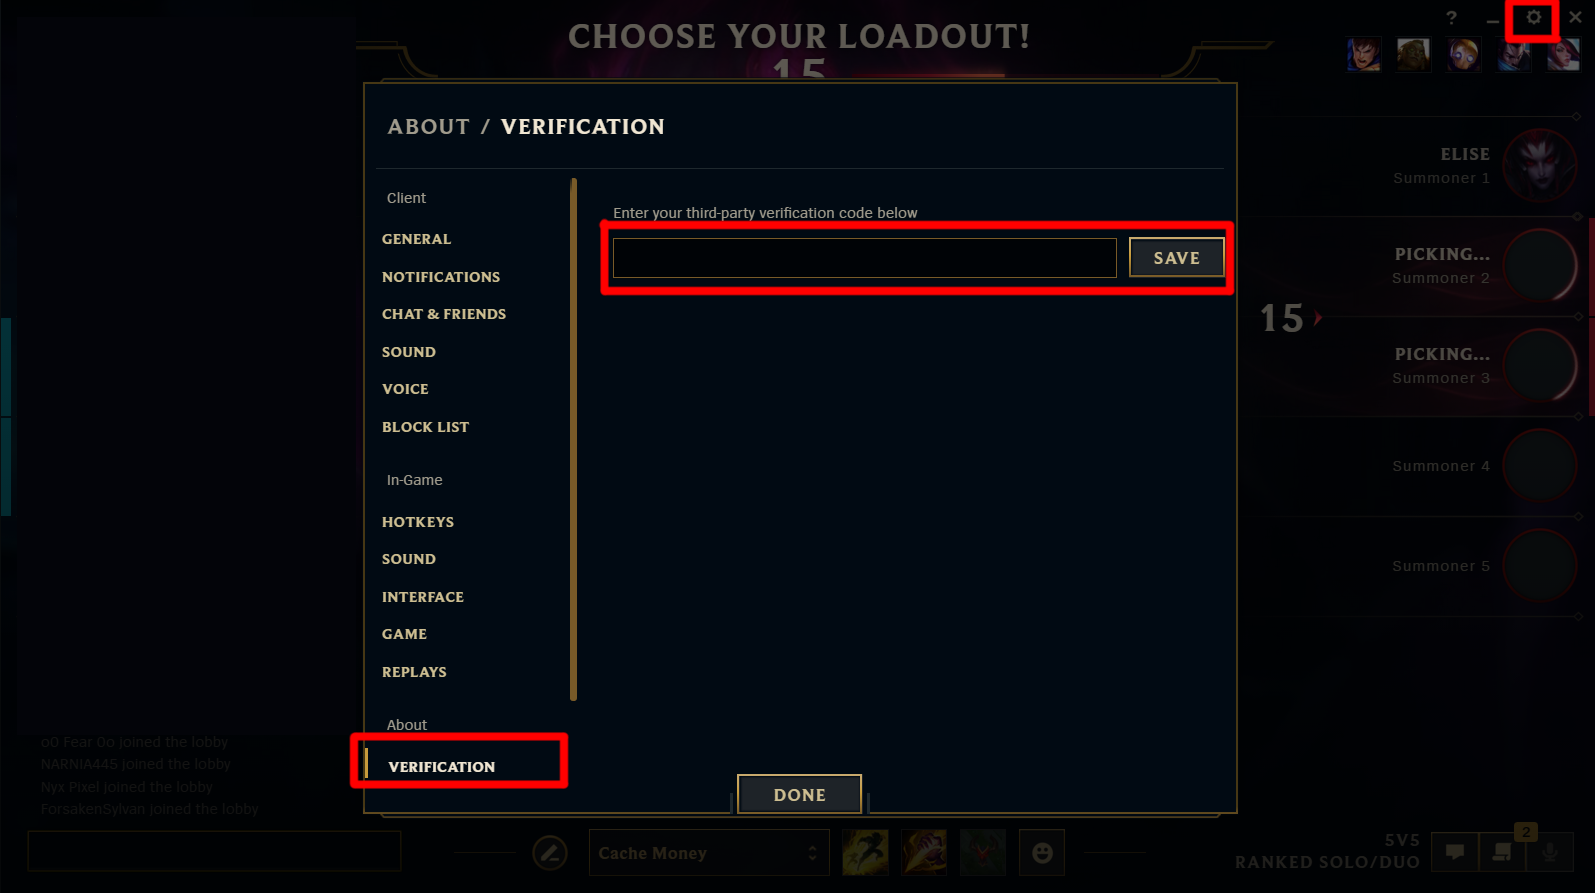 CHOOSE YOUR LOADOUT!
15
?
ABOUT / VERIFICATION
Client
GENERAL
NOTIFICATIONS
CHAT & FRIENDS
SOUND
VOICE
BLOCK LIST
In-Game
HOTKEYS
SOUND
INTERFACE
GAME
REPLAYS
About
VERIFICATION
Enter your third-party verification code below
SAVE
DONE
15
ELISE
Summoner 1
PICKING...
Summoner 2
PICKING...
Summoner 3
Summoner 4
Summoner 5
o0 Fear 0o joined the lobby
NARNIA445 joined the lobby
Nyx Pixel joined the lobby
ForsakenSylvan joined the lobby
Cache Money
5V5
RANKED SOLO/DUO
2